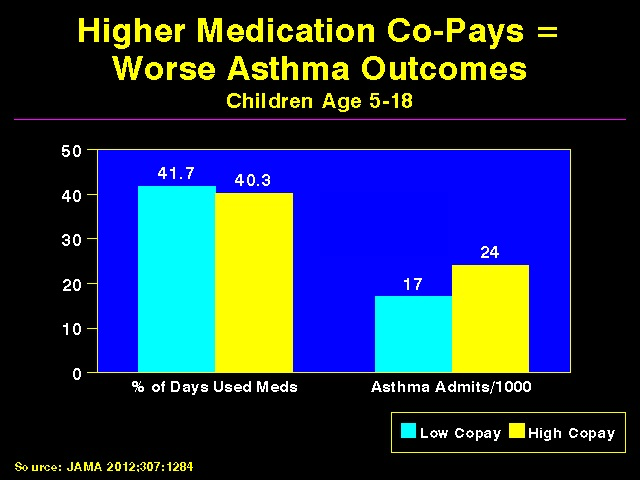 Higher Medication Co-Pays =
Worse Asthma Outcomes
Children Age 5-18
50
40
30
20
10
0
41.7
40.3
17
24
% of Days Used Meds
Asthma Admits/1000
Low Copay
High Copay
Source: JAMA 2012;307:1284